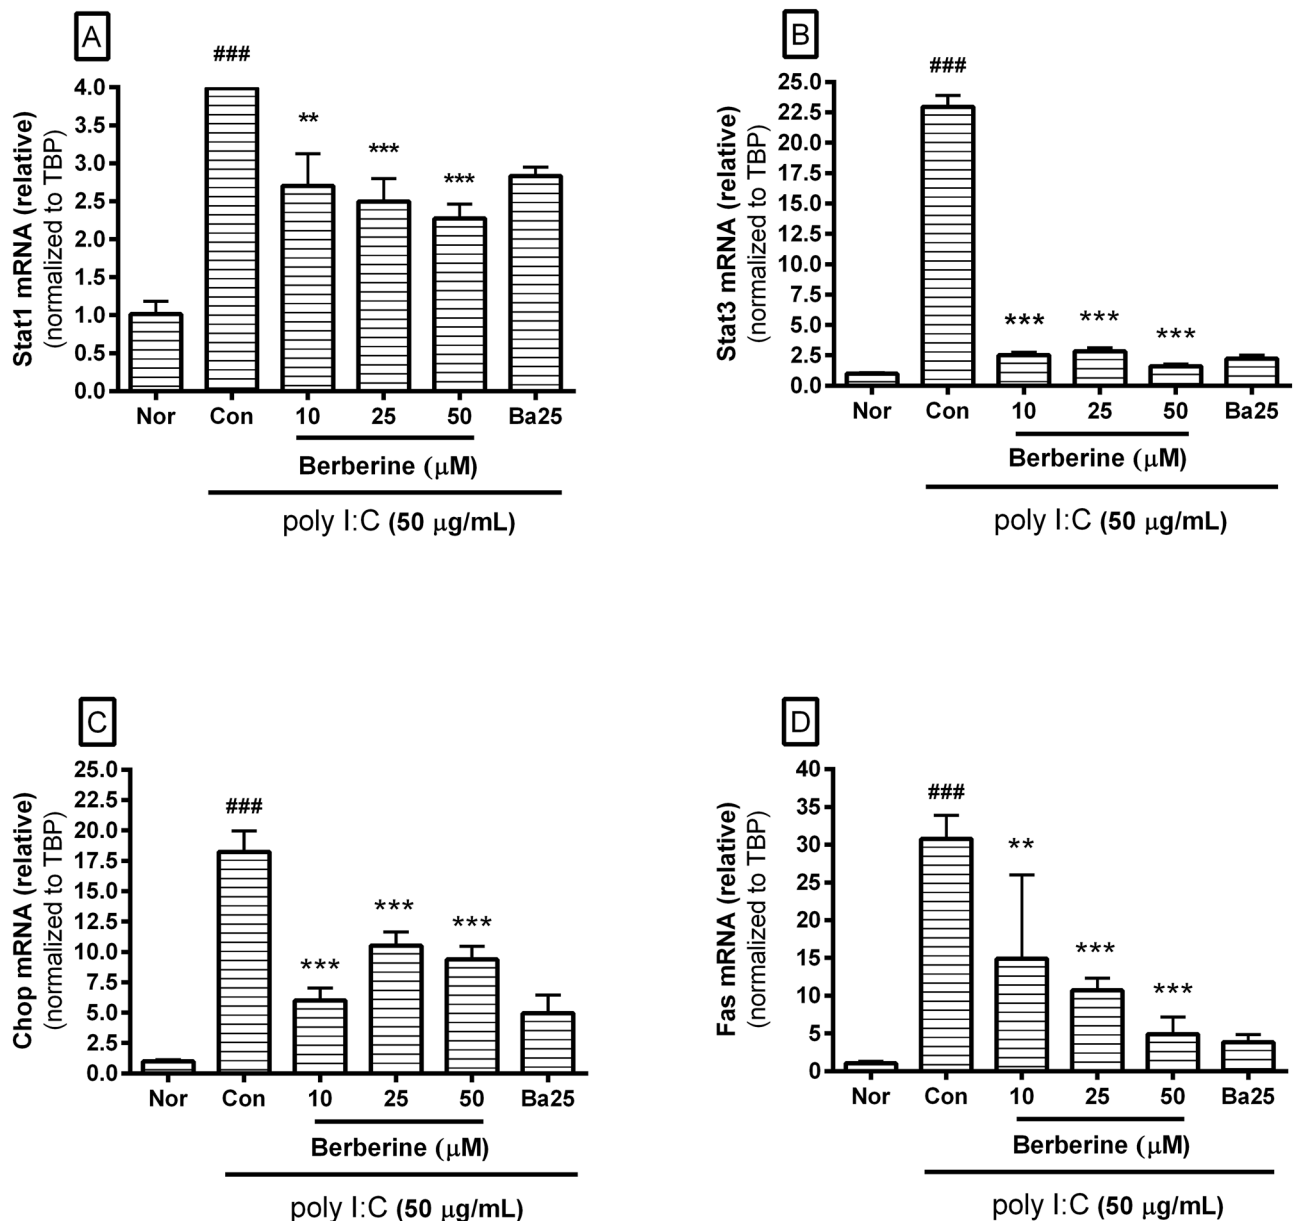 A
###
Stat1 mRNA (relative)
(normalized to TBP)
4.0
3.5
3.0
2.5
2.0
1.5
1.0
0.5
0.0
**
***
***
Nor Con 10 25 50 Ba25
Berberine (μM)
poly I:C (50 μg/mL)
B
###
Stat3 mRNA (relative)
(normalized to TBP)
25.0
22.5
20.0
17.5
15.0
12.5
10.0
7.5
5.0
2.5
0.0
***
***
***
Nor Con 10 25 50 Ba25
Berberine (μM)
poly I:C (50 μg/mL)
C
###
Chop mRNA (relative)
(normalized to TBP)
25.0
22.5
20.0
17.5
15.0
12.5
10.0
7.5
5.0
2.5
0.0
***
***
***
Nor Con 10 25 50 Ba25
Berberine (μM)
poly I:C (50 μg/mL)
D
###
Fas mRNA (relative)
(normalized to TBP)
40
35
30
25
20
15
10
5
0
**
***
***
Nor Con 10 25 50 Ba25
Berberine (μM)
poly I:C (50 μg/mL)